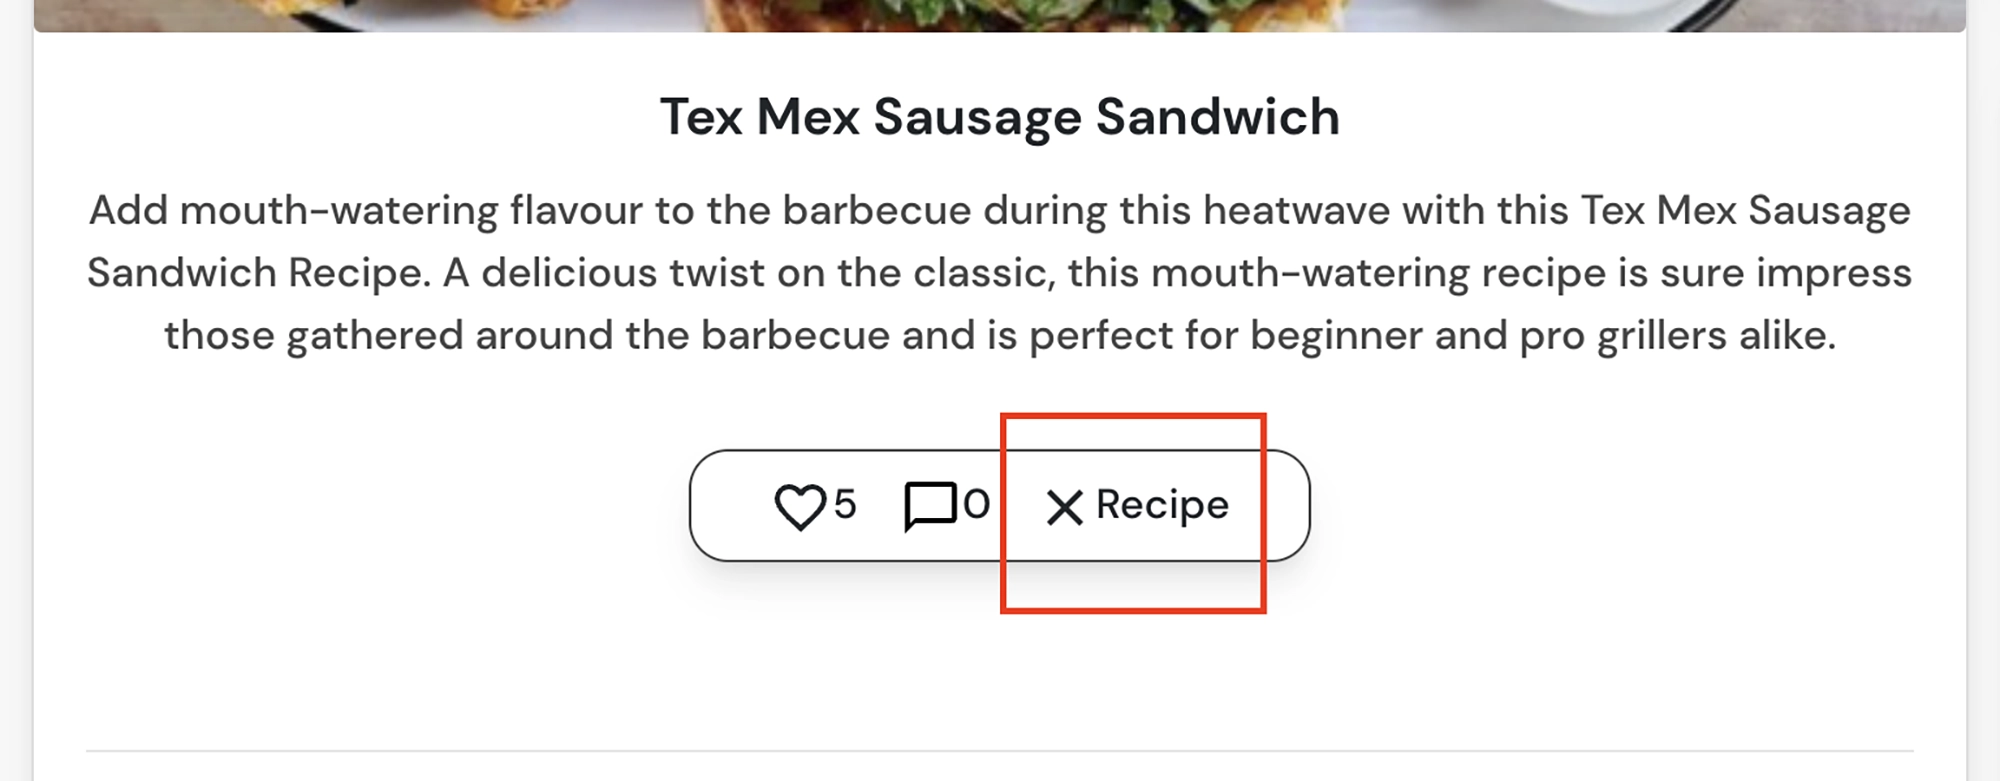 Tex Mex Sausage Sandwich
Add mouth-watering flavour to the barbecue during this heatwave with this Tex Mex Sausage
Sandwich Recipe. A delicious twist on the classic, this mouth-watering recipe is sure impress
those gathered around the barbecue and is perfect for beginner and pro grillers alike.
5 0 Recipe